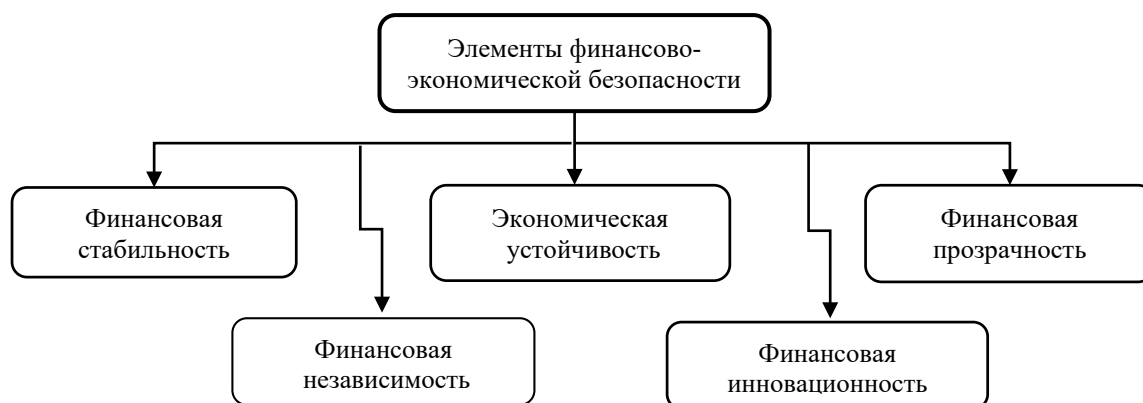 Элементы финансово-
экономической безопасности
Финансовая
стабильность
Экономическая
устойчивость
Финансовая
прозрачность
Финансовая
независимость
Финансовая
инновационность